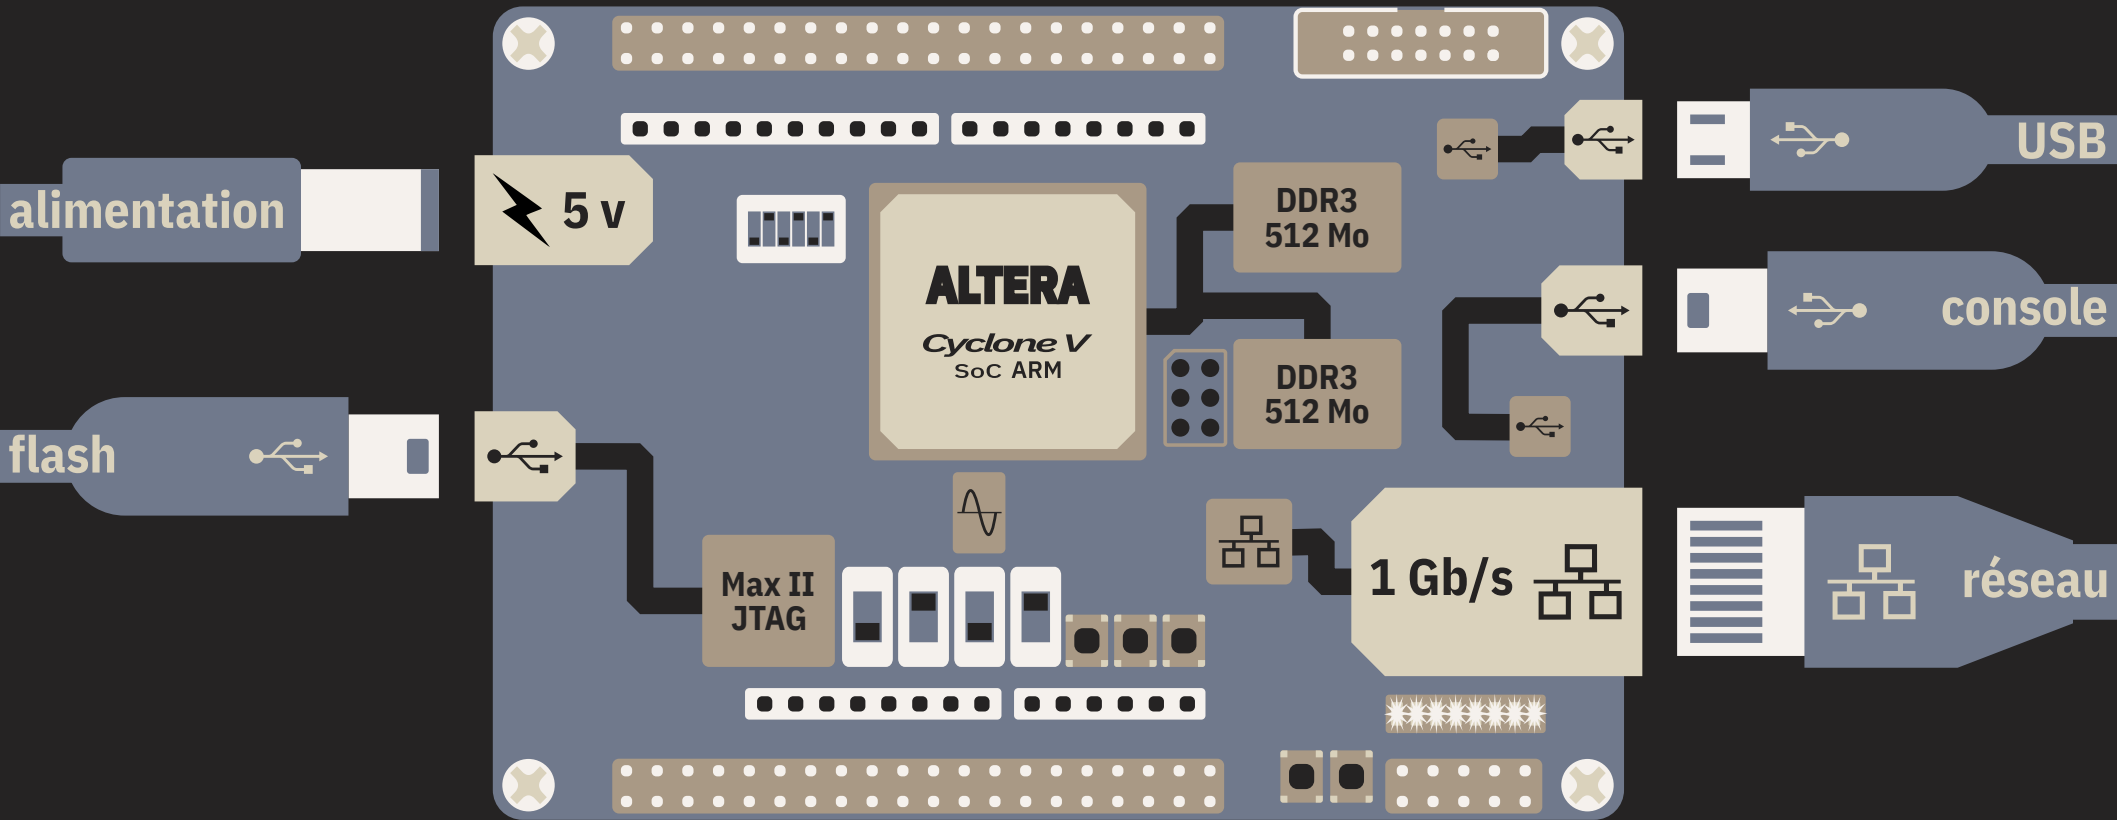 alimentation
5 v
flash
ALTERA
Cyclone V
SoC ARM
DDR3
512 Mo
DDR3
512 Mo
Max II
JTAG
1 Gb/s
USB
console
réseau